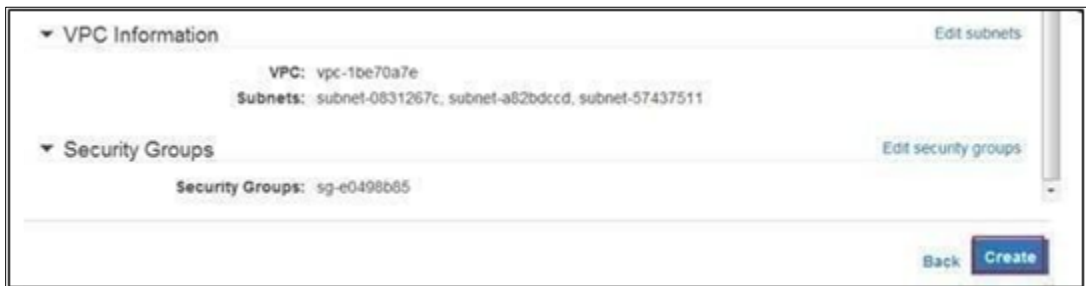 VPC Information Edit subnets
VPC: vpc-1be70a7e
Subnets: subnet-0831267c, subnet-a82bdccd, subnet-57437511
Security Groups Edit security groups
Security Groups: sg-e0498b85
Back Create